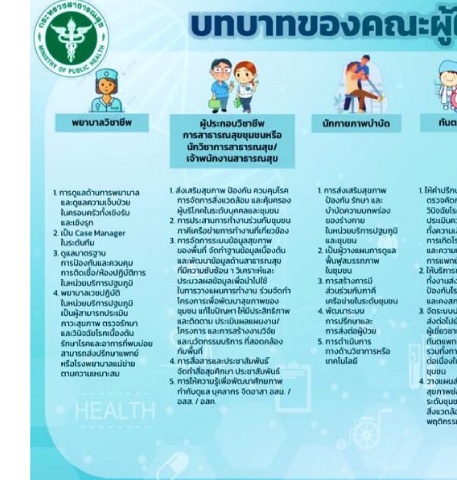 กระทรวงสาธารณสุข
MINISTRY OF PUBLIC HEALTH
บทบาทของคณะผู้ใ
พยาบาลวิชาชีพ
1. การดูแลด้านการพยาบาล
และดูแลความเจ็บป่วย
ในครอบครัวทั้งเชิงรับ
และเชิงรุก
2. เป็น Case Manager
ในระดับทีม
3. ดูแลมาตรฐาน
การป้องกันและควบคุม
การติดเชื้อห้องปฏิบัติการ
ในหน่วยบริการปฐมภูมิ
4. พยาบาลเวชปฏิบัติ
ในหน่วยบริการปฐมภูมิ
เป็นผู้สามารถประเมิน
ภาวะสุขภาพ ตรวจรักษา
และวินิจฉัยโรคเบื้องต้น
รักษาโรคและอาการที่พบบ่อย
สามารถส่งปรึกษาแพทย์
หรือโรงพยาบาลแม่ข่าย
ตามความเหมาะสม
ผู้ประกอบวิชาชีพ
การสาธารณสุขชุมชนหรือ
นักวิชาการสาธารณสุข/
เจ้าพนักงานสาธารณสุข
1. ส่งเสริมสุขภาพ ป้องกัน ควบคุมโรค
การจัดการสิ่งแวดล้อม และคุ้มครอง
ผู้บริโภคในระดับบุคคลและชุมชน
2. การประสานการทำงานร่วมกับชุมชน
ภาคีเครือข่ายการทำงานที่เกี่ยวข้อง
3. การจัดการระบบข้อมูลสุขภาพ
ของพื้นที่ จัดทำฐานข้อมูลเบื้องต้น
และพัฒนาข้อมูลด้านสาธารณสุข
ที่มีความซับซ้อน วิเคราะห์และ
ประมวลผลข้อมูลเพื่อนำไปใช้
ในการวางแผนการทำงาน ร่วมจัดทำ
โครงการเพื่อพัฒนาสุขภาพของ
ชุมชน แก้ไขปัญหาให้มีประสิทธิภาพ
และติดตาม ประเมินผลแผนงาน/
โครงการ และการสร้างงานวิจัย
และนวัตกรรมบริการ ที่สอดคล้อง
กับพื้นที่
4. การสื่อสารและประชาสัมพันธ์
จัดทำสื่อสุขศึกษา ประชาสัมพันธ์
5. การให้ความรู้เพื่อพัฒนาศักยภาพ
กำกับดูแล บุคลากร จิตอาสา อสม. /
อสส. / อสค.
นักกายภาพบำบัด
1. การส่งเสริมสุขภาพ
ป้องกัน รักษา และ
บำบัดความบกพร่อง
ของร่างกาย
ในหน่วยบริการปฐมภูมิ
และชุมชน
2. เป็นผู้วางแผนการดูแล
ฟื้นฟูสมรรถภาพ
ในชุมชน
3. การสร้างการมี
ส่วนร่วมกับภาคี
เครือข่ายในระดับชุมชน
4. พัฒนาระบบ
การปรึกษาและ
การส่งต่อผู้ป่วย
5. การดำเนินการ
ทางด้านวิชาการหรือ
เทคโนโลยี
ทันต
1. ให้คำปรึก
ตรวจคัด
วินิจฉัยโร
ประเมินคว
ทั้งความเ
การเกิดโร
และความ
การแพท
2. ให้บริการ
ทั้งงานส่ง
ป้องกันโร
และคงส
3. จัดระบบ
ส่งต่อไปย
ผู้เชี่ยวชา
ทันตแพท
รวมทั้งกา
ต่อเนื่องใ
ชุมชน
4. วางแผนส
สุขภาพช่อ
ระดับชุมช
สิ่งแวดล้อ
พฤติกรรม
HEALTH